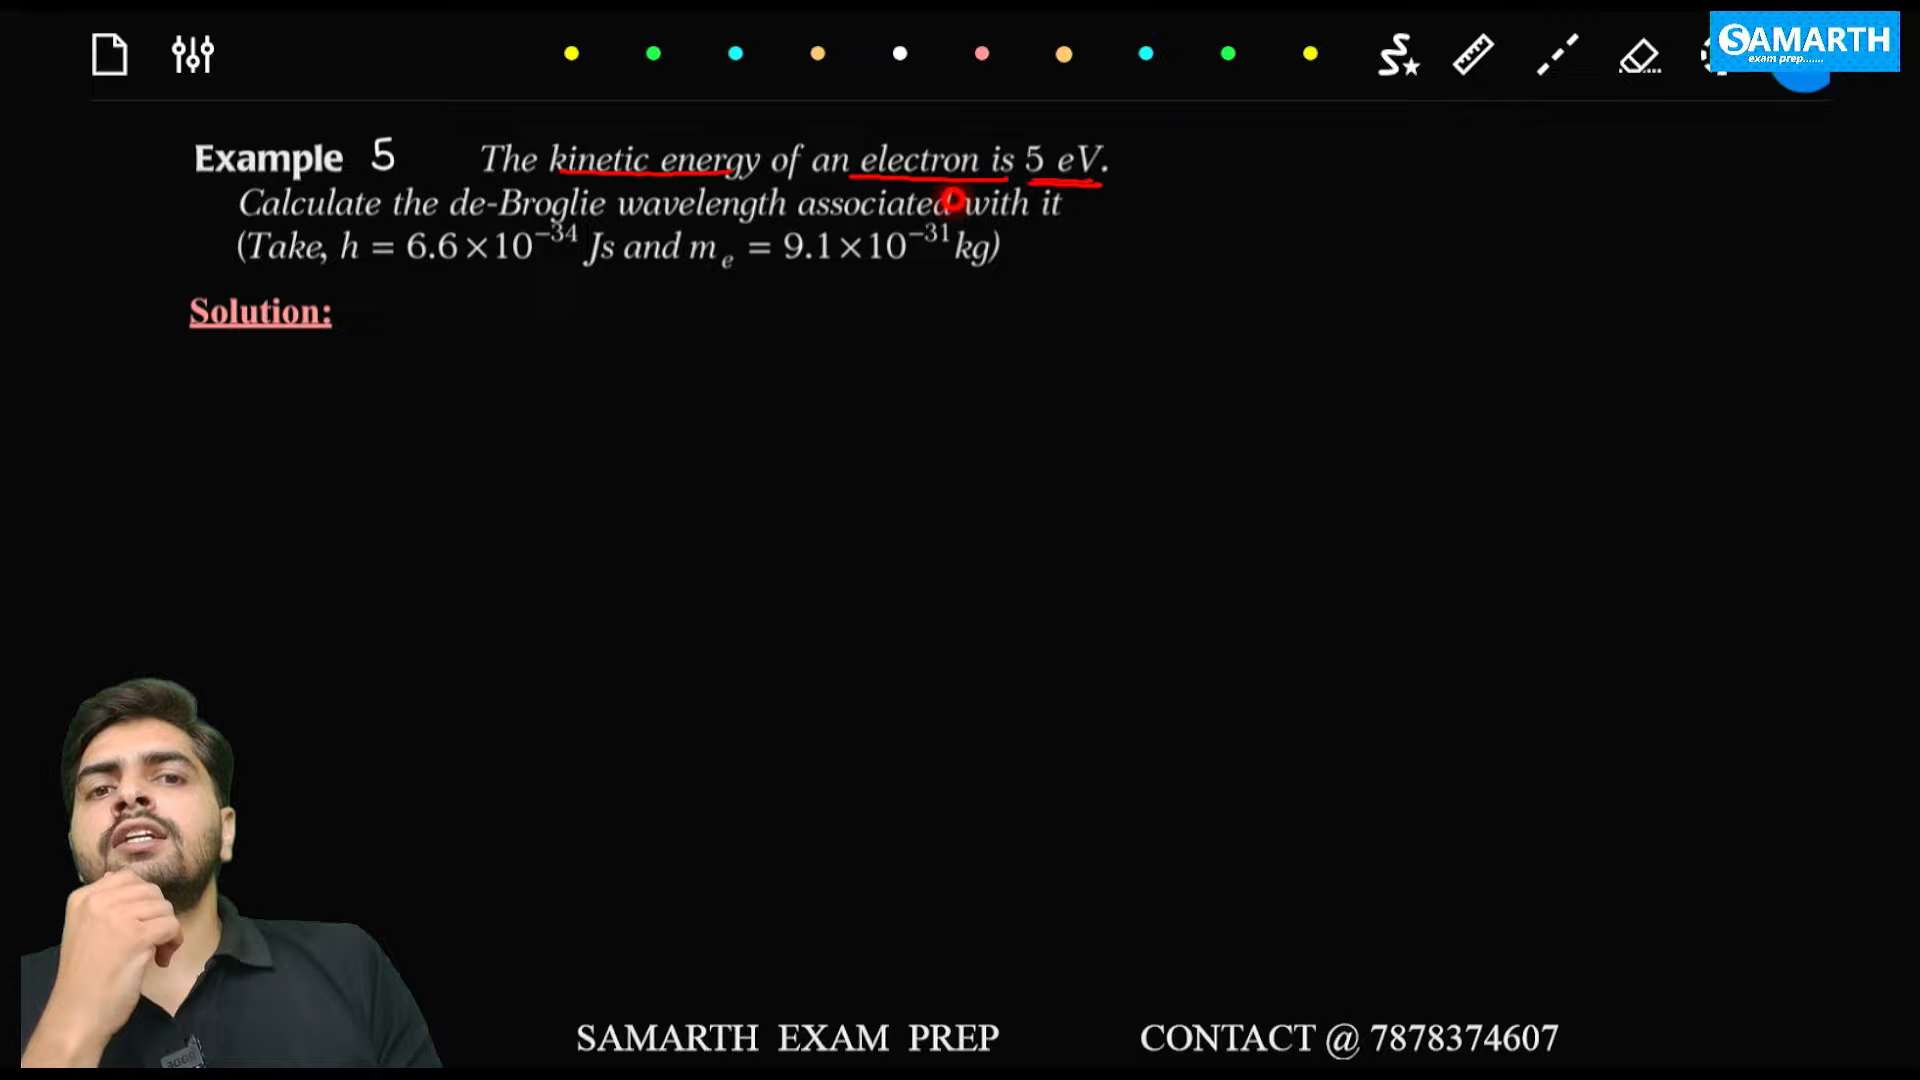 SAMARTH
exam prep.......
Example 5 The kinetic energy of an electron is 5 eV.
Calculate the de-Broglie wavelength associated with it
(Take, h = 6.6×10⁻³⁴ Js and mₑ = 9.1×10⁻³¹ kg)
Solution:
SAMARTH EXAM PREP CONTACT @ 7878374607